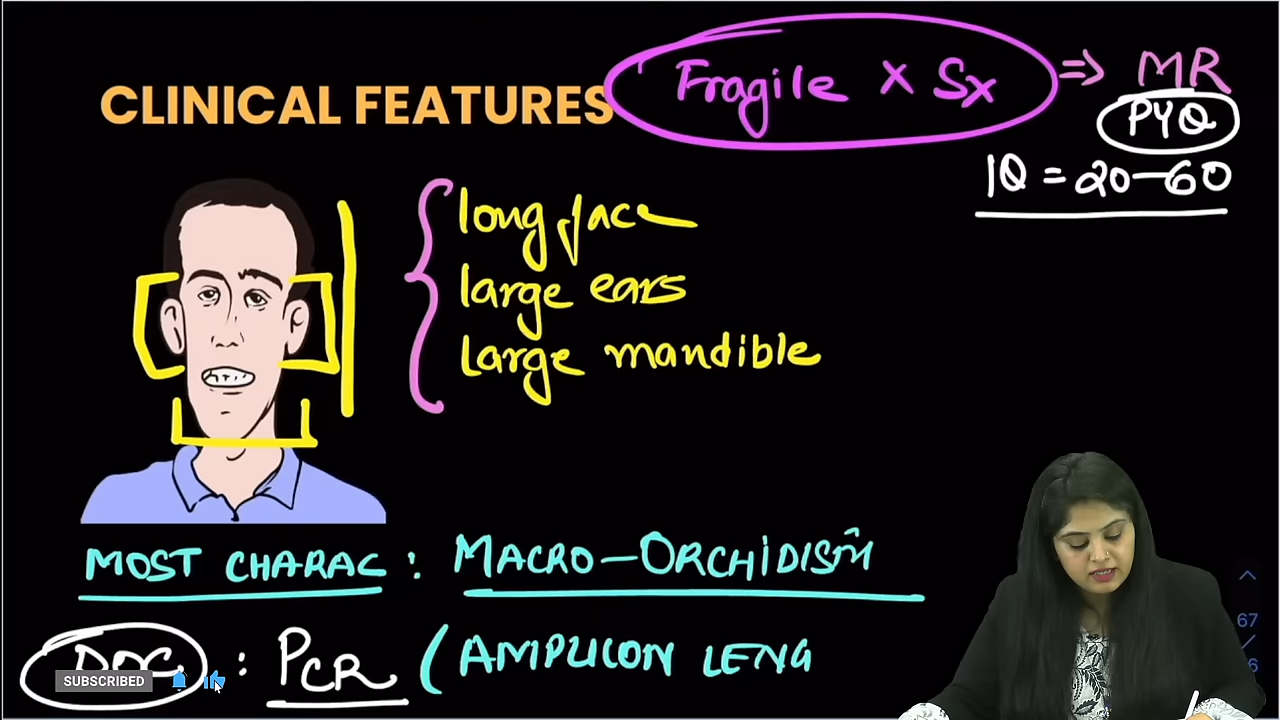 CLINICAL FEATURES
Fragile X Sx => MR
PYQ
IQ = 20-60
long face
large ears
large mandible
MOST CHARAC : MACRO-ORCHIDISM
: PCR ( AMPLICON LENG
SUBSCRIBED
67
/